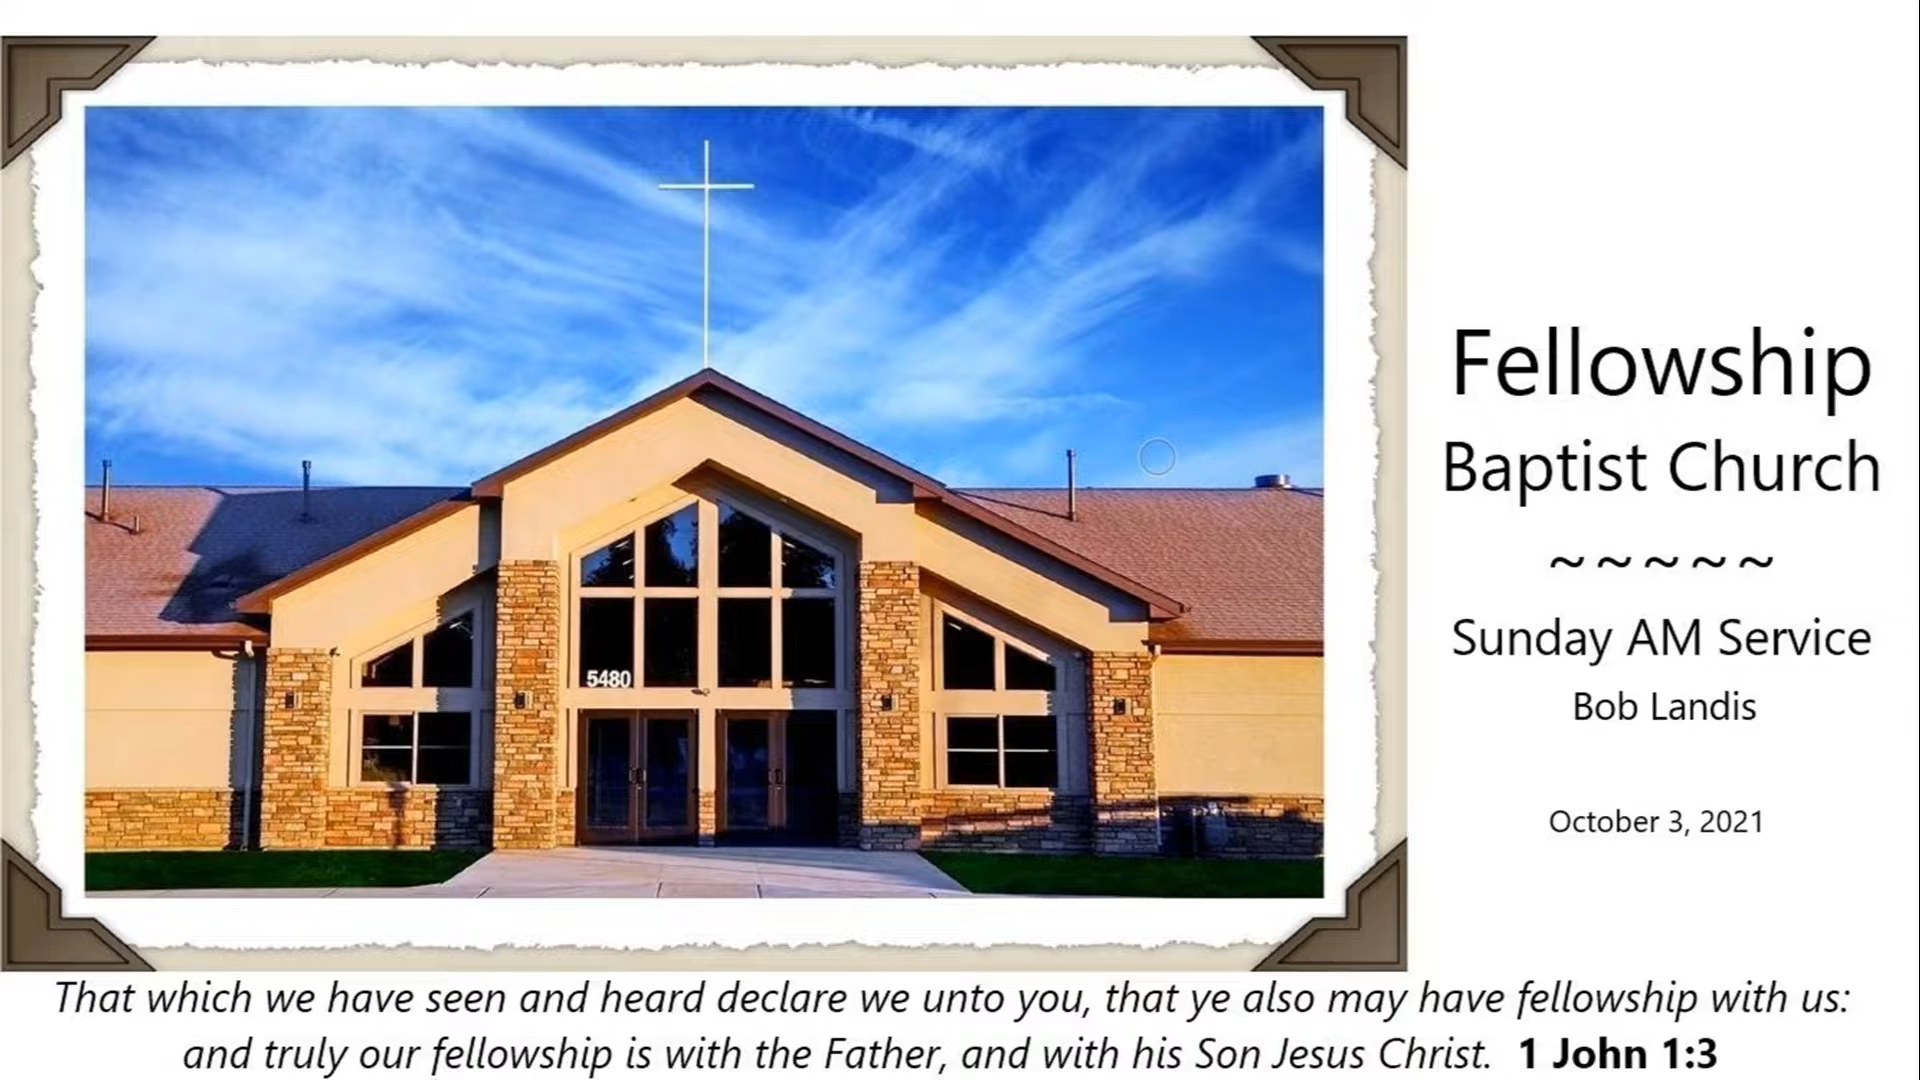 5480
Fellowship
Baptist Church
~ ~ ~ ~ ~
Sunday AM Service
Bob Landis
October 3, 2021
That which we have seen and heard declare we unto you, that ye also may have fellowship with us:
and truly our fellowship is with the Father, and with his Son Jesus Christ. 1 John 1:3